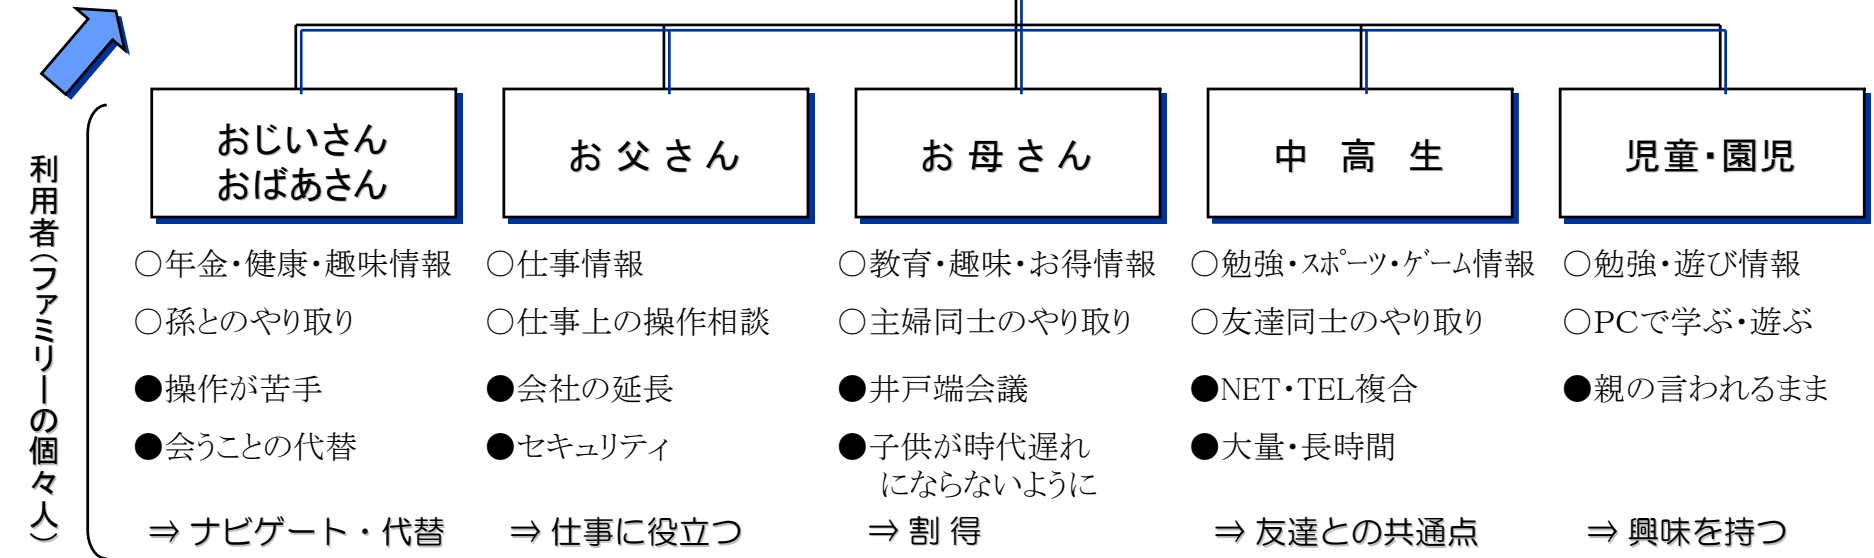 利用者（ファミリーの個々人）
おじいさん
おばあさん
○年金・健康・趣味情報
○孫とのやり取り
●操作が苦手
●会うことの代替
⇒ ナビゲート・代替
お父さん
○仕事情報
○仕事上の操作相談
●会社の延長
●セキュリティ
⇒ 仕事に役立つ
お母さん
○教育・趣味・お得情報
○主婦同士のやり取り
●井戸端会議
●子供が時代遅れ
にならないように
⇒ 割得
中 高 生
○勉強・ｽﾎﾟｰﾂ・ｹﾞｰﾑ情報
○友達同士のやり取り
●NET・TEL複合
●大量・長時間
⇒ 友達との共通点
児童・園児
○勉強・遊び情報
○PCで学ぶ・遊ぶ
●親の言われるまま
⇒ 興味を持つ